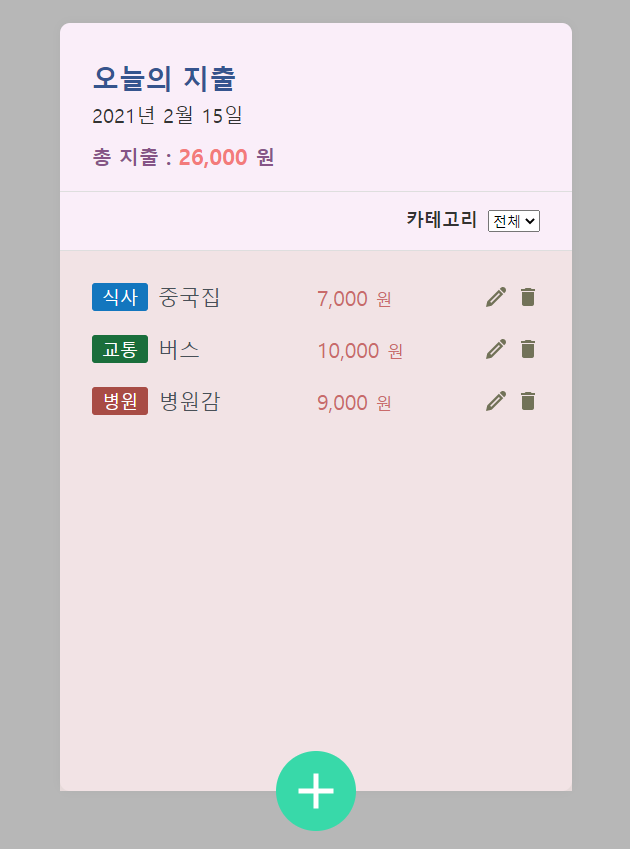 오늘의 지출
2021년 2월 15일
총 지출 : 26,000 원
카테고리 전체
식사 중국집 7,000 원
교통 버스 10,000 원
병원 병원감 9,000 원